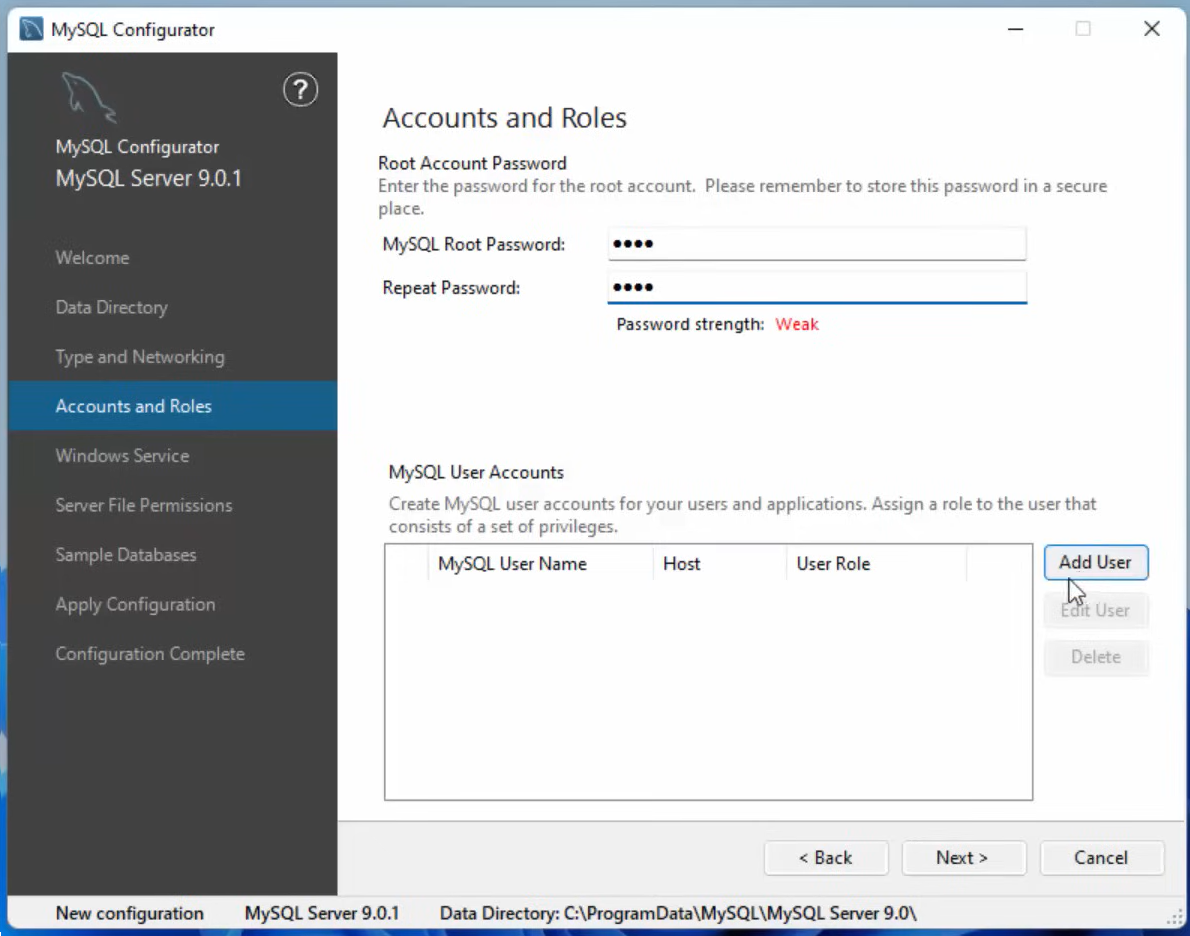 MySQL Configurator
?
MySQL Configurator
MySQL Server 9.0.1
Welcome
Data Directory
Type and Networking
Accounts and Roles
Windows Service
Server File Permissions
Sample Databases
Apply Configuration
Configuration Complete
Accounts and Roles
Root Account Password
Enter the password for the root account.  Please remember to store this password in a secure
place.
MySQL Root Password: ••••
Repeat Password: ••••
Password strength: Weak
MySQL User Accounts
Create MySQL user accounts for your users and applications. Assign a role to the user that
consists of a set of privileges.
MySQL User Name Host User Role
Add User
Edit User
Delete
< Back Next > Cancel
New configuration MySQL Server 9.0.1 Data Directory: C:\ProgramData\MySQL\MySQL Server 9.0\